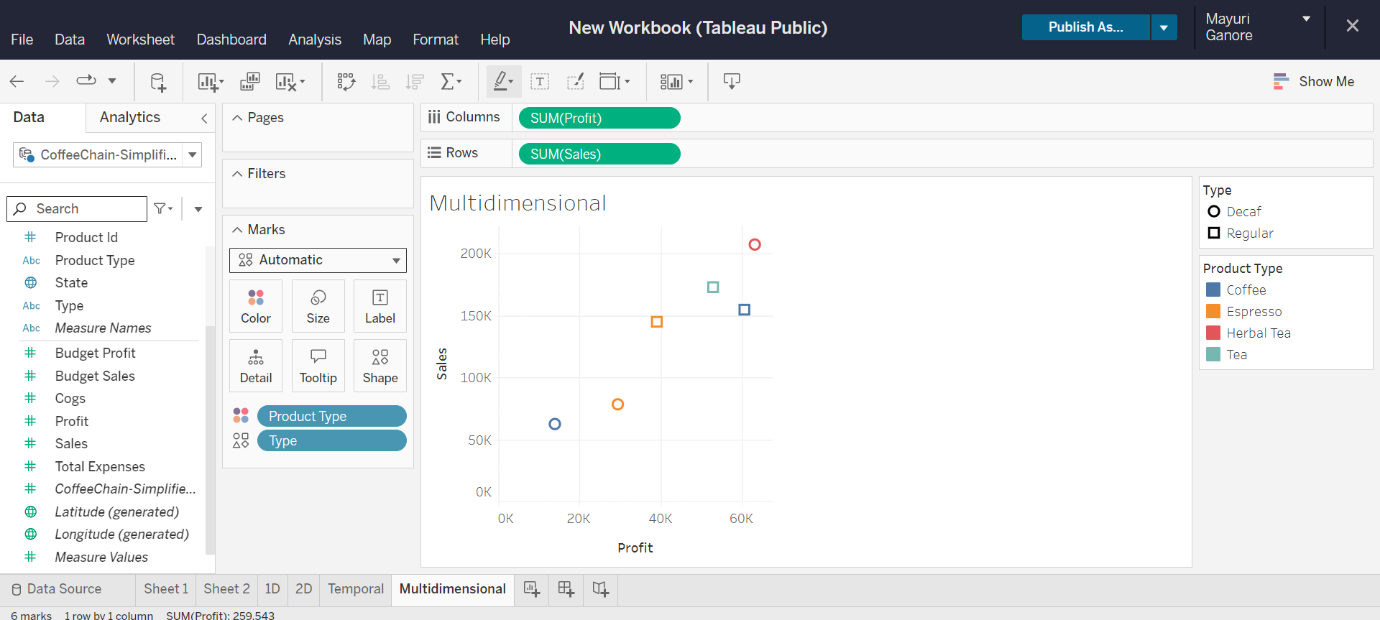 New Workbook (Tableau Public)
File Data Worksheet Dashboard Analysis Map Format Help
Publish As...
Mayuri
Ganore
Show Me
Data Analytics
CoffeeChain-Simplifi...
Search
Product Id
Abc Product Type
State
Abc Type
Abc Measure Names
Budget Profit
Budget Sales
Cogs
Profit
Sales
Total Expenses
CoffeeChain-Simplifie...
Latitude (generated)
Longitude (generated)
Measure Values
Pages
Filters
Marks
Automatic
Color Size Label
Detail Tooltip Shape
Product Type
Type
Columns SUM(Profit)
Rows SUM(Sales)
Multidimensional
200K
150K
100K
50K
0K
Sales
0K 20K 40K 60K
Profit
Type
Decaf
Regular
Product Type
Coffee
Espresso
Herbal Tea
Tea
Data Source Sheet 1 Sheet 2 1D 2D Temporal Multidimensional
6 marks 1 row by 1 column SUM(Profit): 259,543